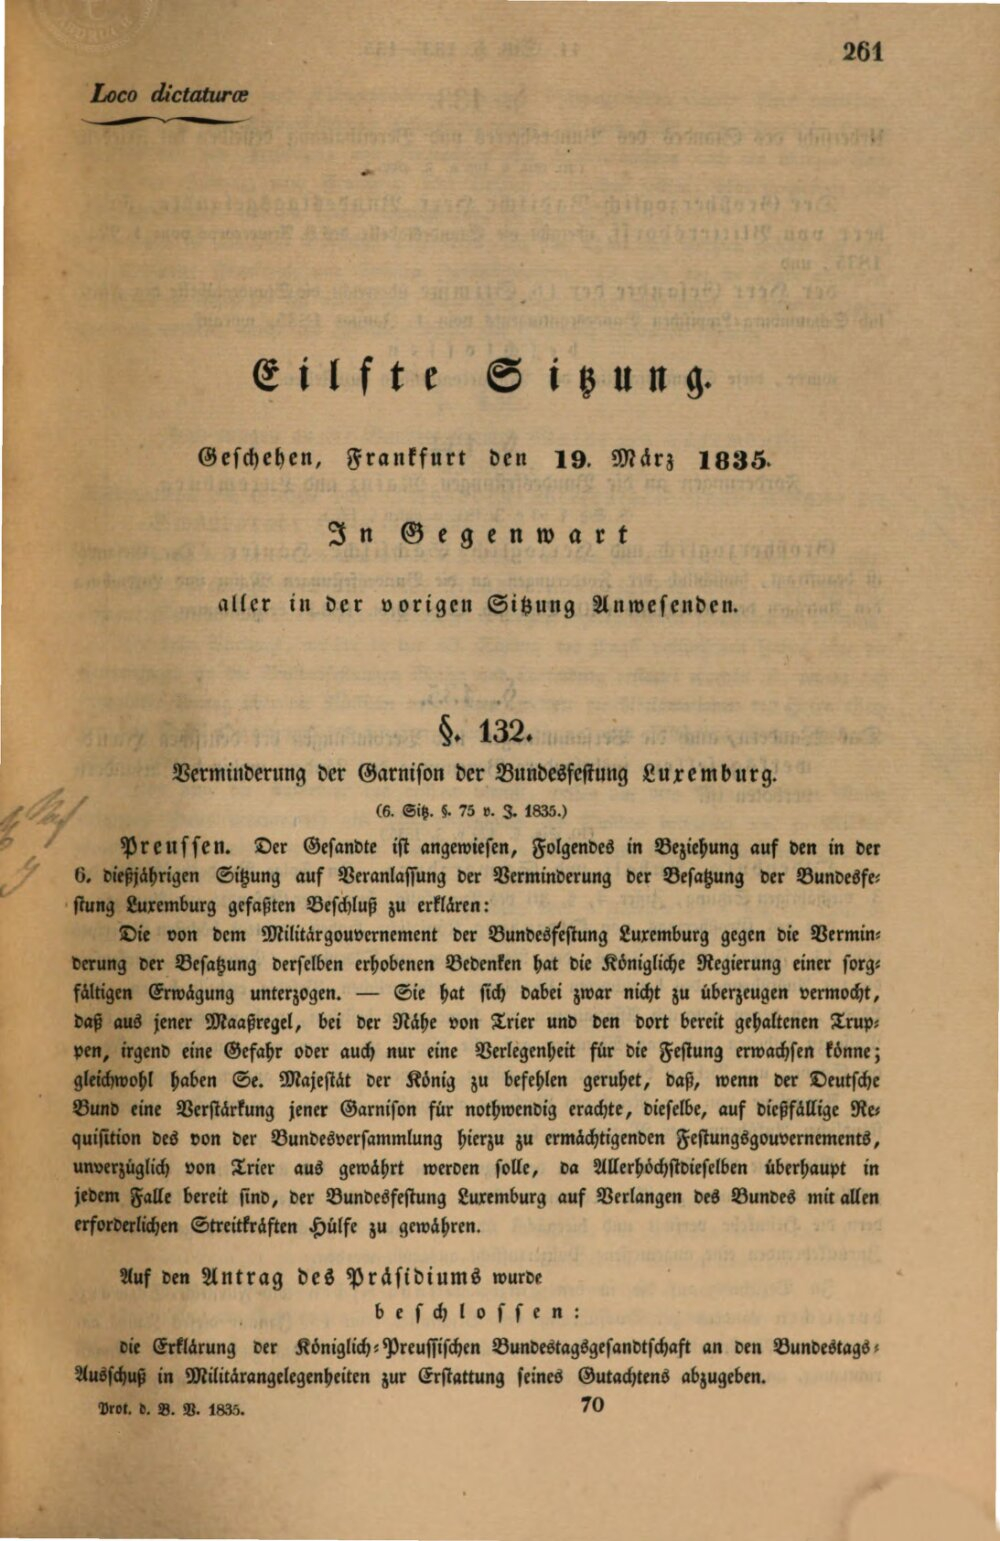 261
Loco dictaturæ
Eilfte Sitzung.
Geschehen, Frankfurt den 19. März 1835.
In Gegenwart
aller in der vorigen Sitzung Anwesenden.
§. 132.
Verminderung der Garnison der Bundesfestung Luxemburg.
(6. Sitz. §. 75 v. J. 1835.)
Preussen. Der Gesandte ist angewiesen, Folgendes in Beziehung auf den in der
6. dießjährigen Sitzung auf Veranlassung der Verminderung der Besatzung der Bundesfe-
stung Luxemburg gefaßten Beschluß zu erklären:
Die von dem Militärgouvernement der Bundesfestung Luxemburg gegen die Vermin-
derung der Besatzung derselben erhobenen Bedenken hat die Königliche Regierung einer sorg-
fältigen Erwägung unterzogen. — Sie hat sich dabei zwar nicht zu überzeugen vermocht,
daß aus jener Maaßregel, bei der Nähe von Trier und den dort bereit gehaltenen Trup-
pen, irgend eine Gefahr oder auch nur eine Verlegenheit für die Festung erwachsen könne;
gleichwohl haben Se. Majestät der König zu befehlen geruhet, daß, wenn der Deutsche
Bund eine Verstärkung jener Garnison für nothwendig erachte, dieselbe, auf dießfällige Re-
quisition des von der Bundesversammlung hierzu zu ermächtigenden Festungsgouvernements,
unverzüglich von Trier aus gewährt werden solle, da Allerhöchstdieselben überhaupt in
jedem Falle bereit sind, der Bundesfestung Luxemburg auf Verlangen des Bundes mit allen
erforderlichen Streitkräften Hülfe zu gewähren.
Auf den Antrag des Präsidiums wurde
beschlossen:
die Erklärung der Königlich-Preussischen Bundestagsgesandtschaft an den Bundestags-
Ausschuß in Militärangelegenheiten zur Erstattung seines Gutachtens abzugeben.
Prot. d. B. V. 1835. 70